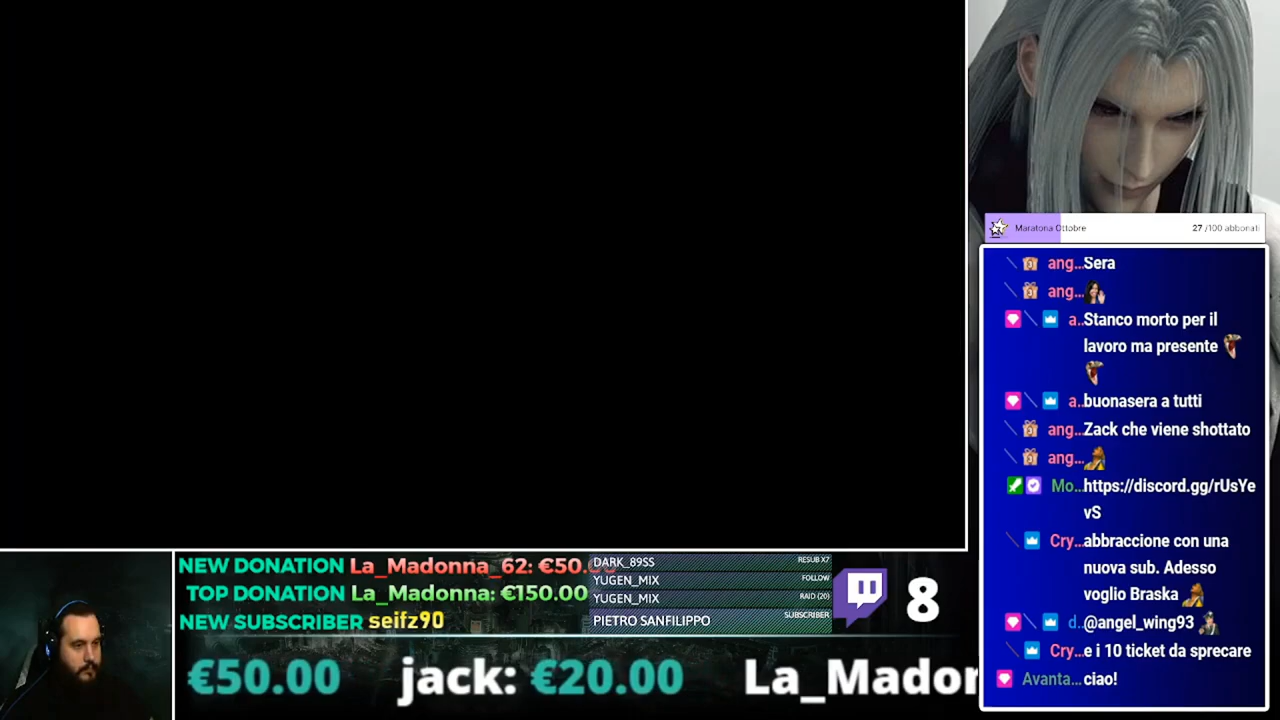 Maratona Ottobre 27 /100 abbonati
ang...Sera
ang...
a..Stanco morto per il
lavoro ma presente
a..buonasera a tutti
ang...Zack che viene shottato
ang...
Mo...https://discord.gg/rUsYe
vS
Cry...abbraccione con una
nuova sub. Adesso
voglio Braska
d..@angel_wing93
Cry...e i 10 ticket da sprecare
Avanta...ciao!
NEW DONATION La_Madonna_62: €50.
TOP DONATION La_Madonna: €150.00
NEW SUBSCRIBER seifz90
DARK_89SS RESUB X7
YUGEN_MIX FOLLOW
YUGEN_MIX RAID (20)
PIETRO SANFILIPPO SUBSCRIBER
8
€50.00 jack: €20.00 La_Madon